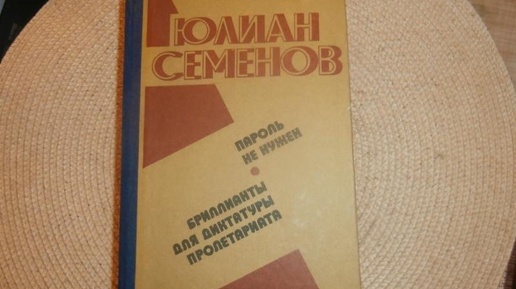 ЮЛИАН
СЕМЕНОВ
ПАРОЛЬ
НЕ НУЖЕН
БРИЛЛИАНТЫ
ДЛЯ ДИКТАТУРЫ
ПРОЛЕТАРИАТА